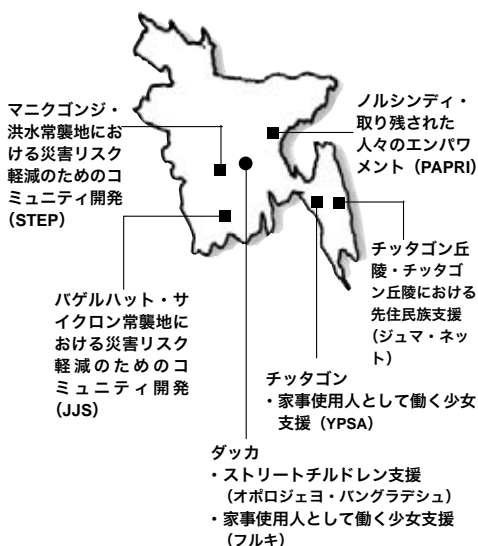 マニクゴンジ・
洪水常襲地にお
ける災害リスク
軽減のためのコ
ミュニティ開発
(STEP)
ノルシンディ・
取り残された
人々のエンパワ
メント（PAPRI）
バゲルハット・サ
イクロン常襲地に
おける災害リスク
軽減のためのコ
ミュニティ開発
(JJS)
チッタゴン丘
陵・チッタゴ
ン丘陵における
先住民族支援
（ジュマ・ネッ
ト）
チッタゴン
・家事使用人として働く少女
支援（YPSA）
ダッカ
・ストリートチルドレン支援
（オポロジェヨ・バングラデシュ）
・家事使用人として働く少女支援
（フルキ）